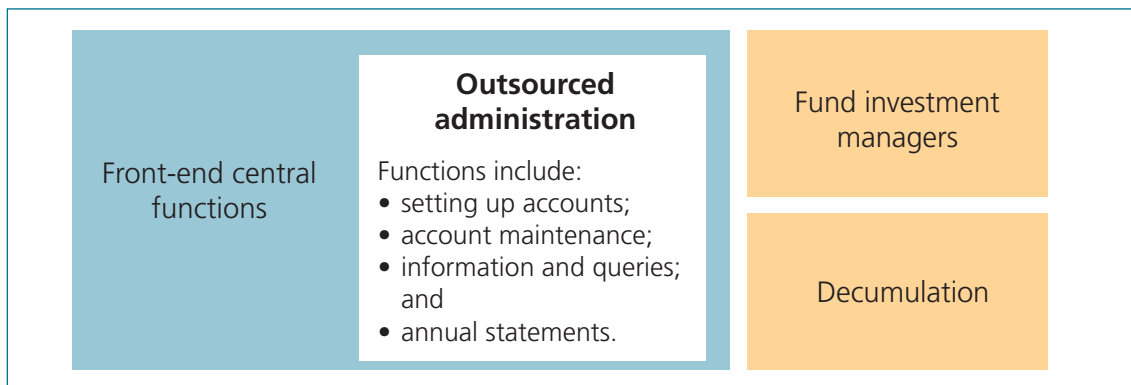 Front-end central
functions
Outsourced
administration
Functions include:
• setting up accounts;
• account maintenance;
• information and queries;
and
• annual statements.
Fund investment
managers
Decumulation